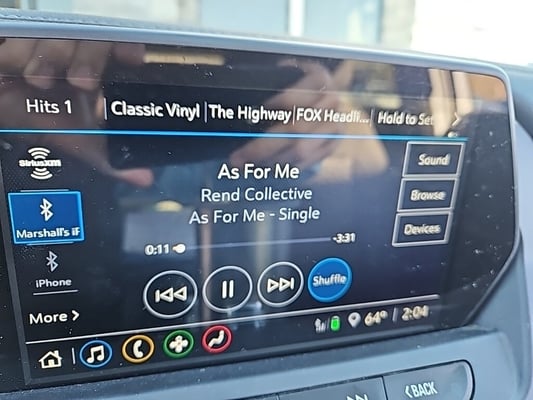 Hits 1 Classic Vinyl The Highway FOX Headli... Hold to Set
SiriusXM
As For Me
Rend Collective
As For Me - Single
Sound
Browse
Devices
Marshall's iF
0:11 -3:31
iPhone
Shuffle
More >
64° 2:04
< BACK